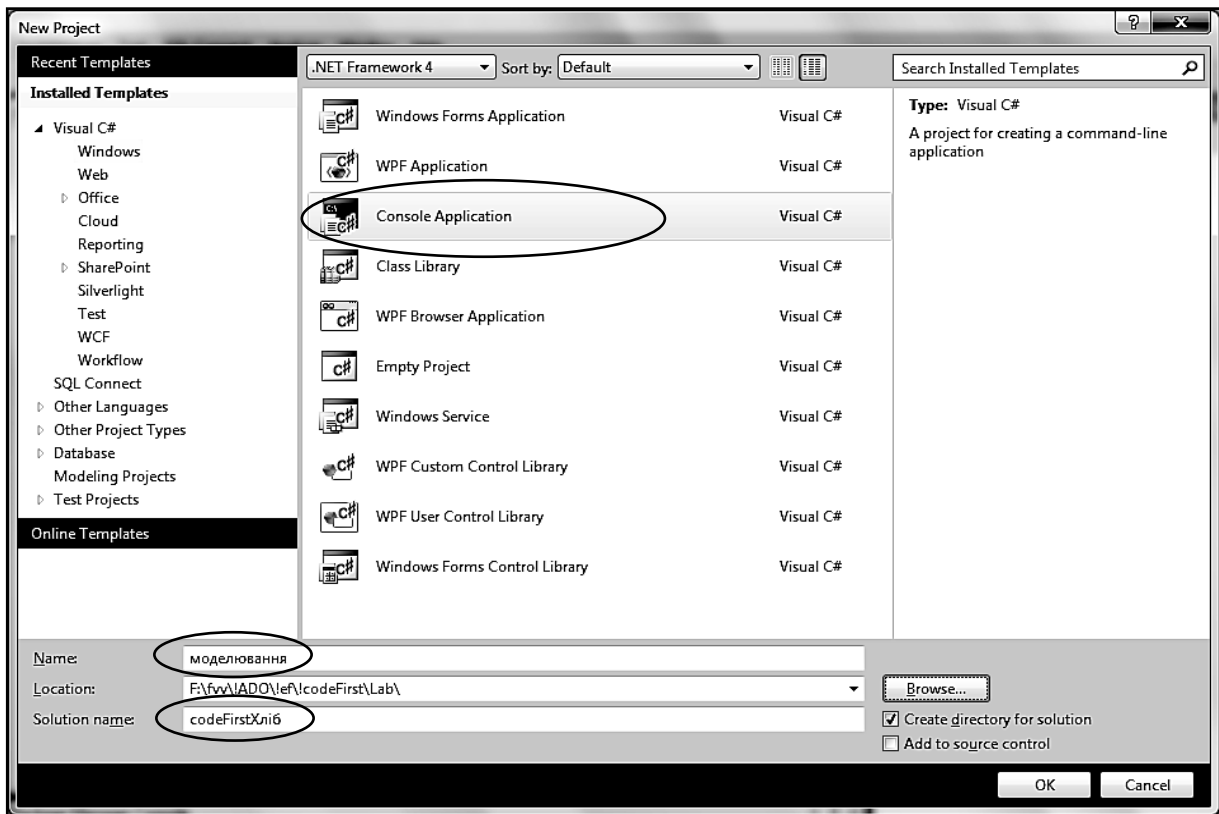 New Project
Recent Templates
Installed Templates
Visual C#
Windows
Web
Office
Cloud
Reporting
SharePoint
Silverlight
Test
WCF
Workflow
SQL Connect
Other Languages
Other Project Types
Database
Modeling Projects
Test Projects
Online Templates
.NET Framework 4 Sort by: Default
Windows Forms Application Visual C#
WPF Application Visual C#
Console Application Visual C#
Class Library Visual C#
WPF Browser Application Visual C#
Empty Project Visual C#
Windows Service Visual C#
WPF Custom Control Library Visual C#
WPF User Control Library Visual C#
Windows Forms Control Library Visual C#
Search Installed Templates
Type: Visual C#
A project for creating a command-line
application
Name: моделювання
Location: F:\fvv\!ADO\!ef\!codeFirst\Lab\ Browse...
Solution name: codeFirstХліб
Create directory for solution
Add to source control
OK Cancel